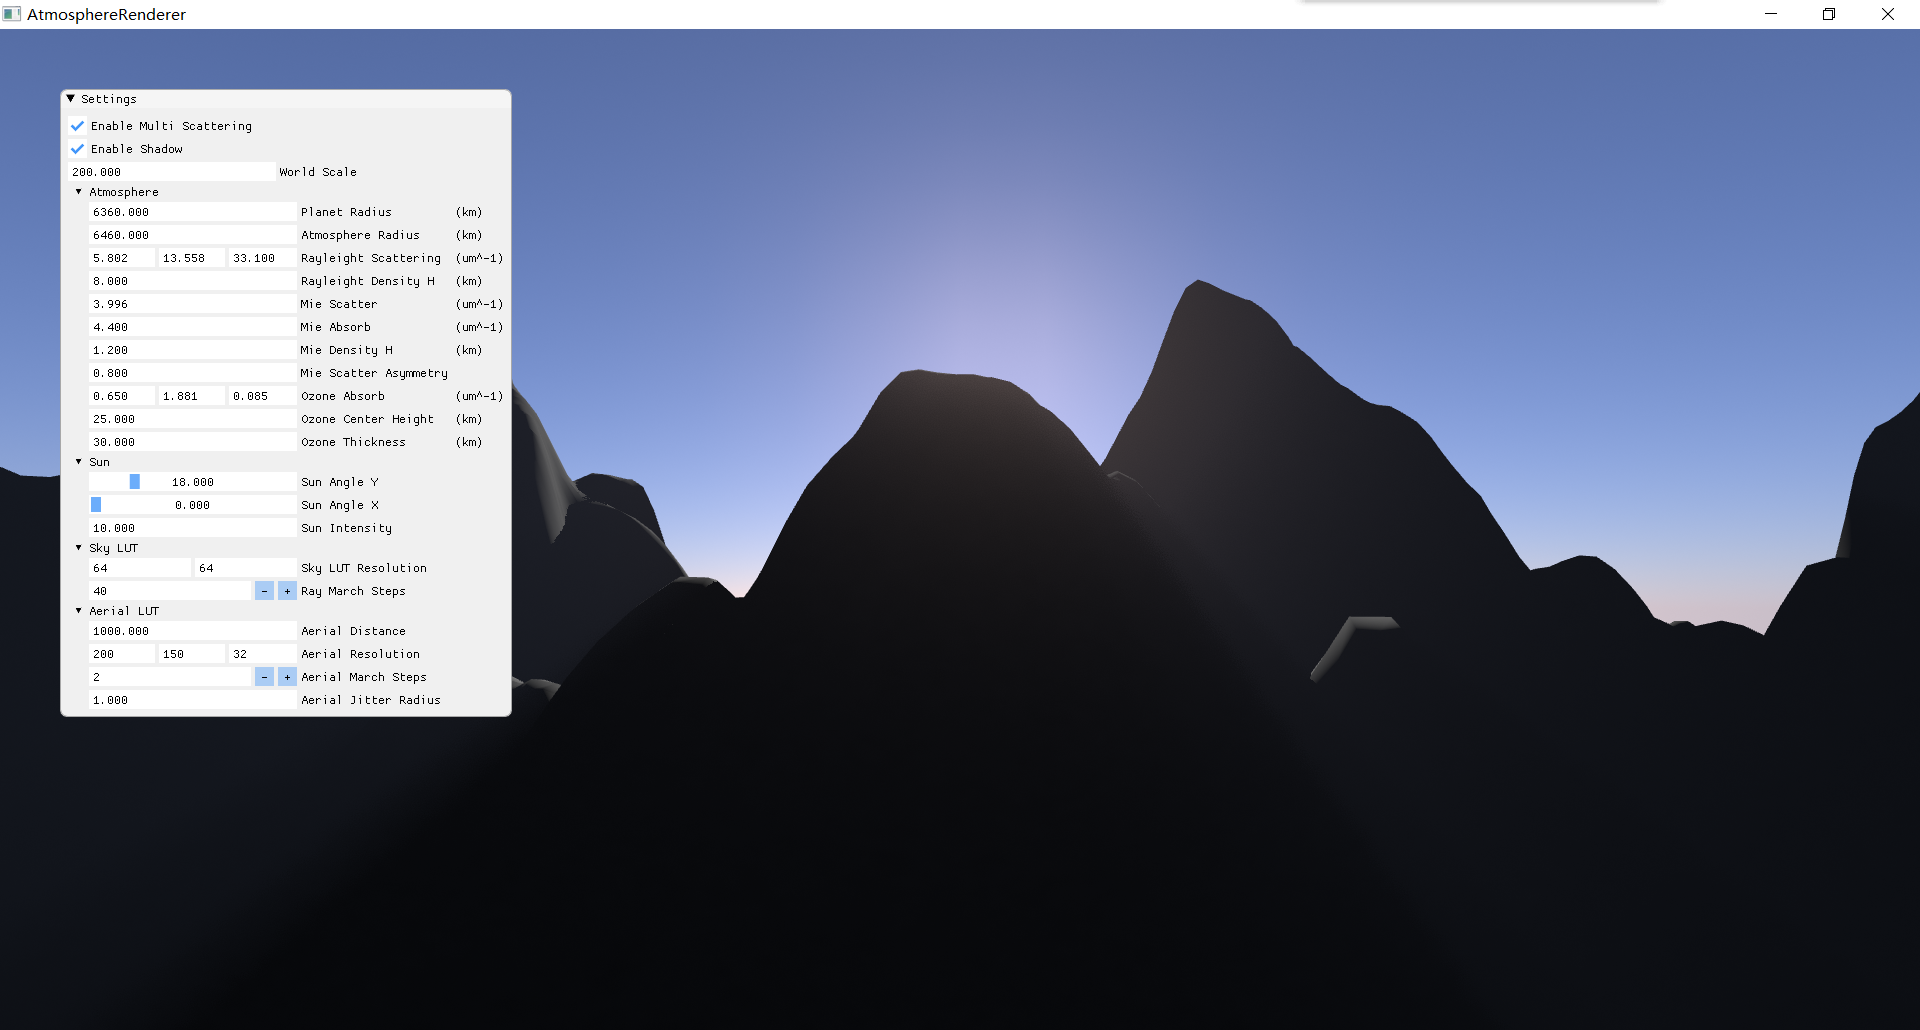 AtmosphereRenderer
Settings
Enable Multi Scattering
Enable Shadow
200.000 World Scale
Atmosphere
6360.000 Planet Radius (km)
6460.000 Atmosphere Radius (km)
5.802 13.558 33.100 Rayleight Scattering (um^-1)
8.000 Rayleight Density H (km)
3.996 Mie Scatter (um^-1)
4.400 Mie Absorb (um^-1)
1.200 Mie Density H (km)
0.800 Mie Scatter Asymmetry
0.650 1.881 0.085 Ozone Absorb (um^-1)
25.000 Ozone Center Height (km)
30.000 Ozone Thickness (km)
Sun
18.000 Sun Angle Y
0.000 Sun Angle X
10.000 Sun Intensity
Sky LUT
64 64 Sky LUT Resolution
40 - + Ray March Steps
Aerial LUT
1000.000 Aerial Distance
200 150 32 Aerial Resolution
2 - + Aerial March Steps
1.000 Aerial Jitter Radius